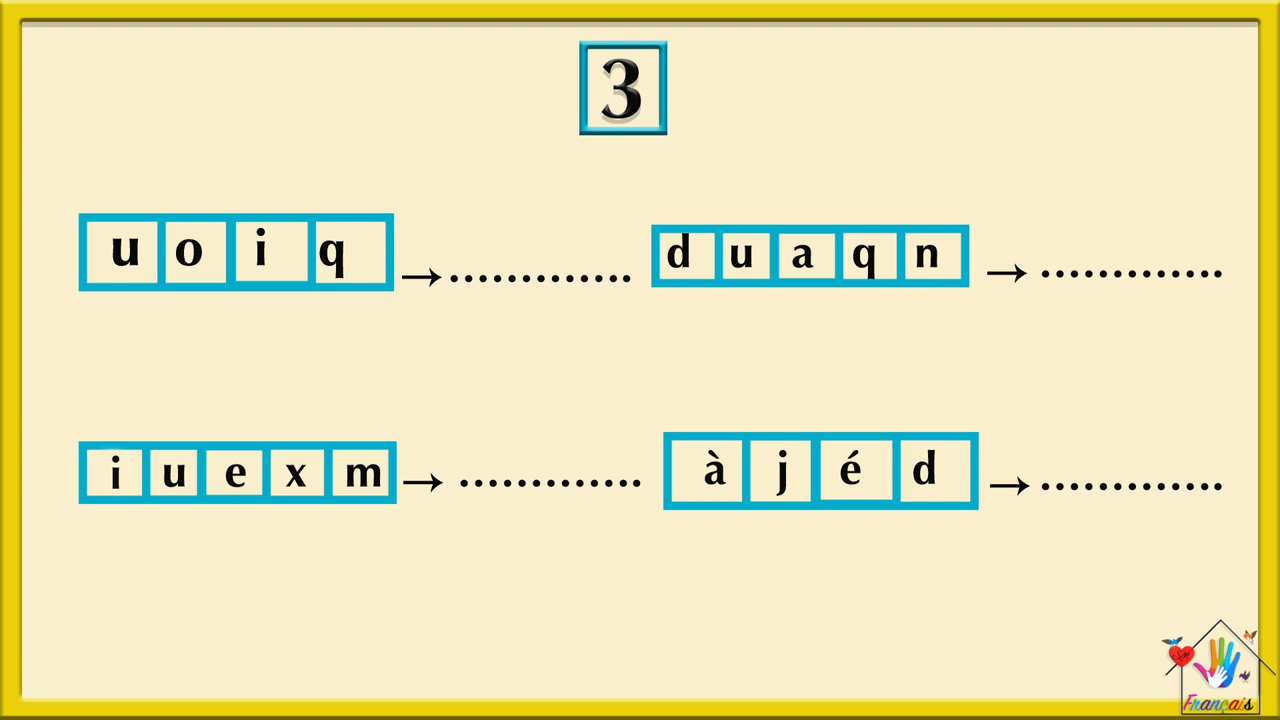 3
u o i q → ............. d u a q n → .............
i u e x m → ............. à j é d → .............
Français